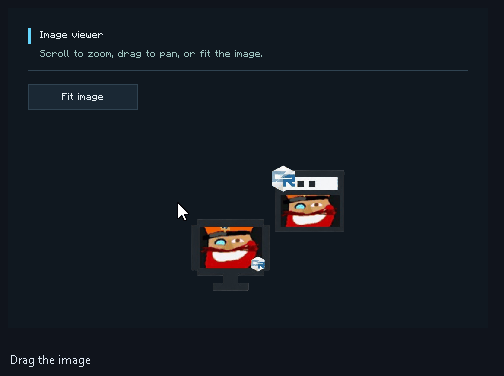 Image viewer
Scroll to zoom, drag to pan, or fit the image.
Fit image
R
R
Drag the image